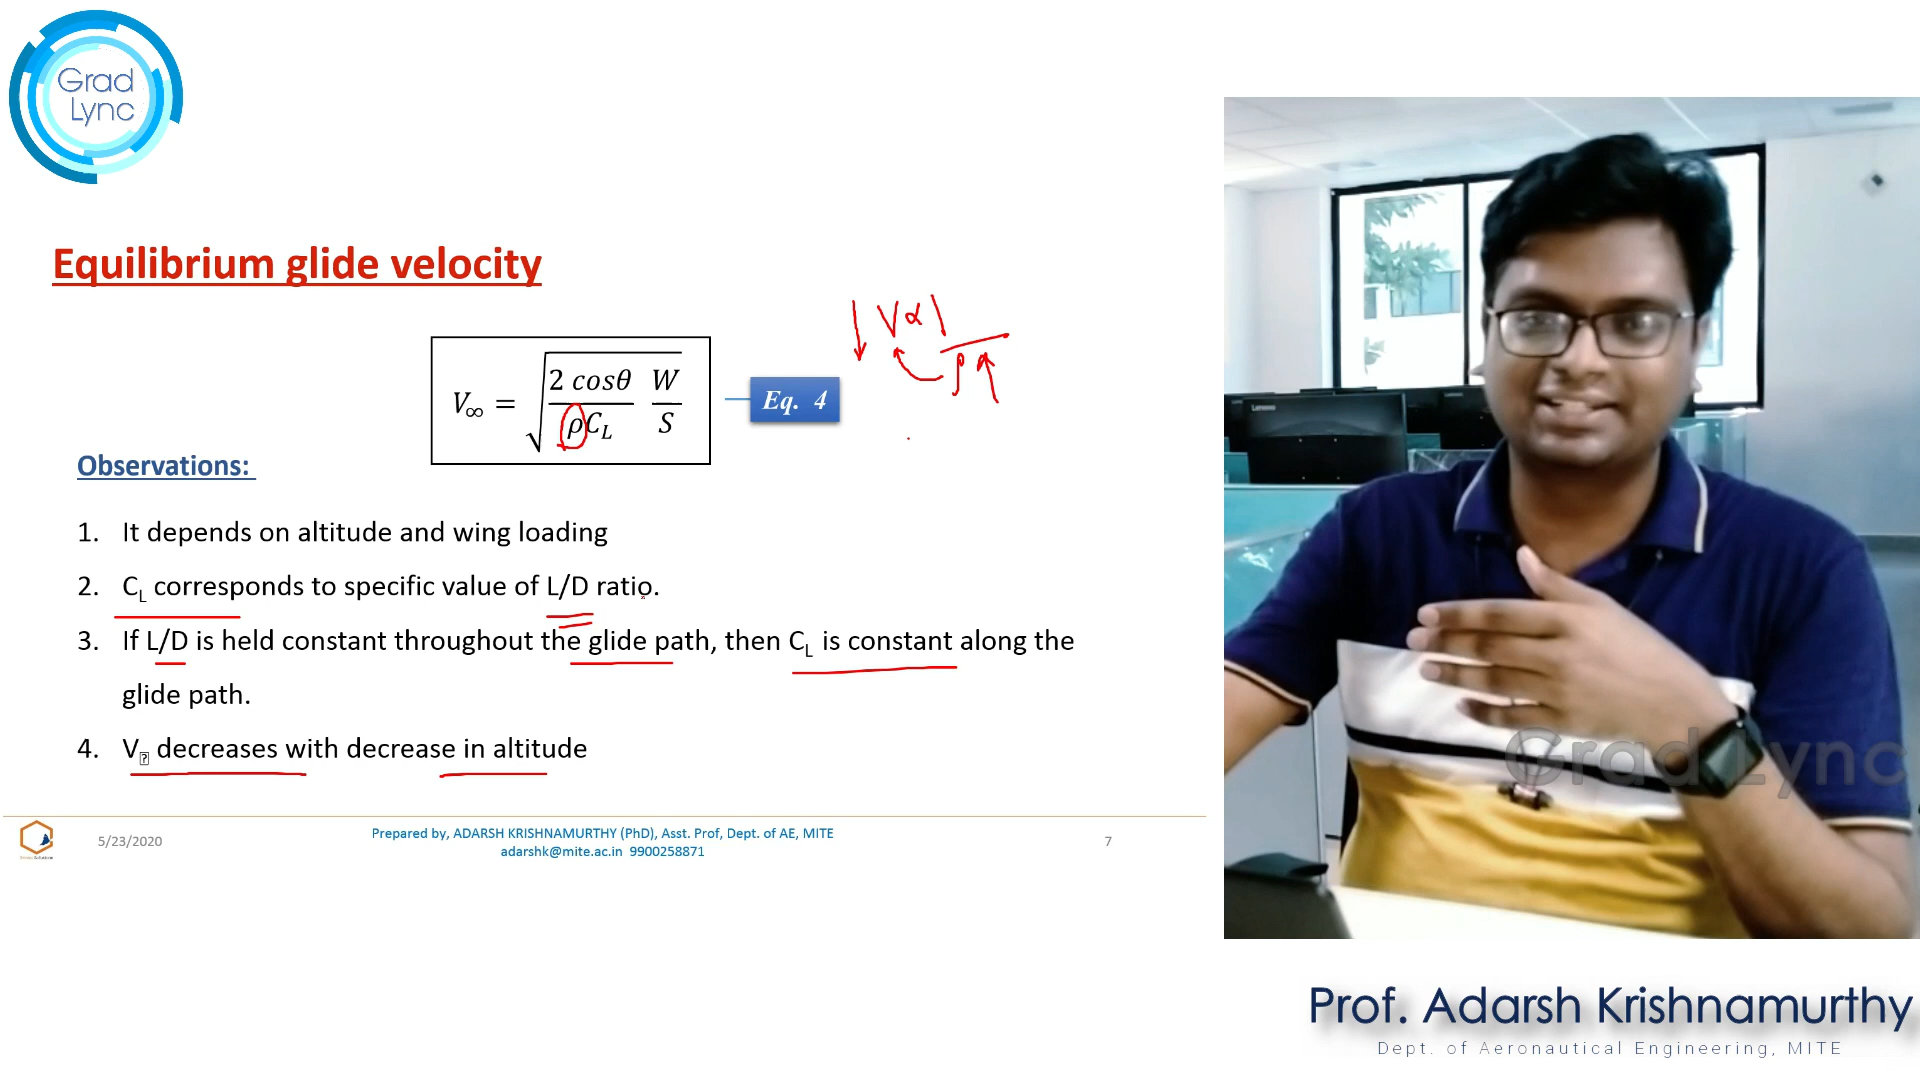 Grad
Lync
Equilibrium glide velocity
V∞ = √(2 cosθ / ρC_L · W / S)
Eq. 4
V α 1 / ρ
Observations:
1. It depends on altitude and wing loading
2. C_L corresponds to specific value of L/D ratio.
3. If L/D is held constant throughout the glide path, then C_L is constant along the
glide path.
4. V⍰ decreases with decrease in altitude
5/23/2020
Prepared by, ADARSH KRISHNAMURTHY (PhD), Asst. Prof, Dept. of AE, MITE
adarshk@mite.ac.in 9900258871
7
Lenovo
Grad Lync
Prof. Adarsh Krishnamurthy
Dept. of Aeronautical Engineering, MITE